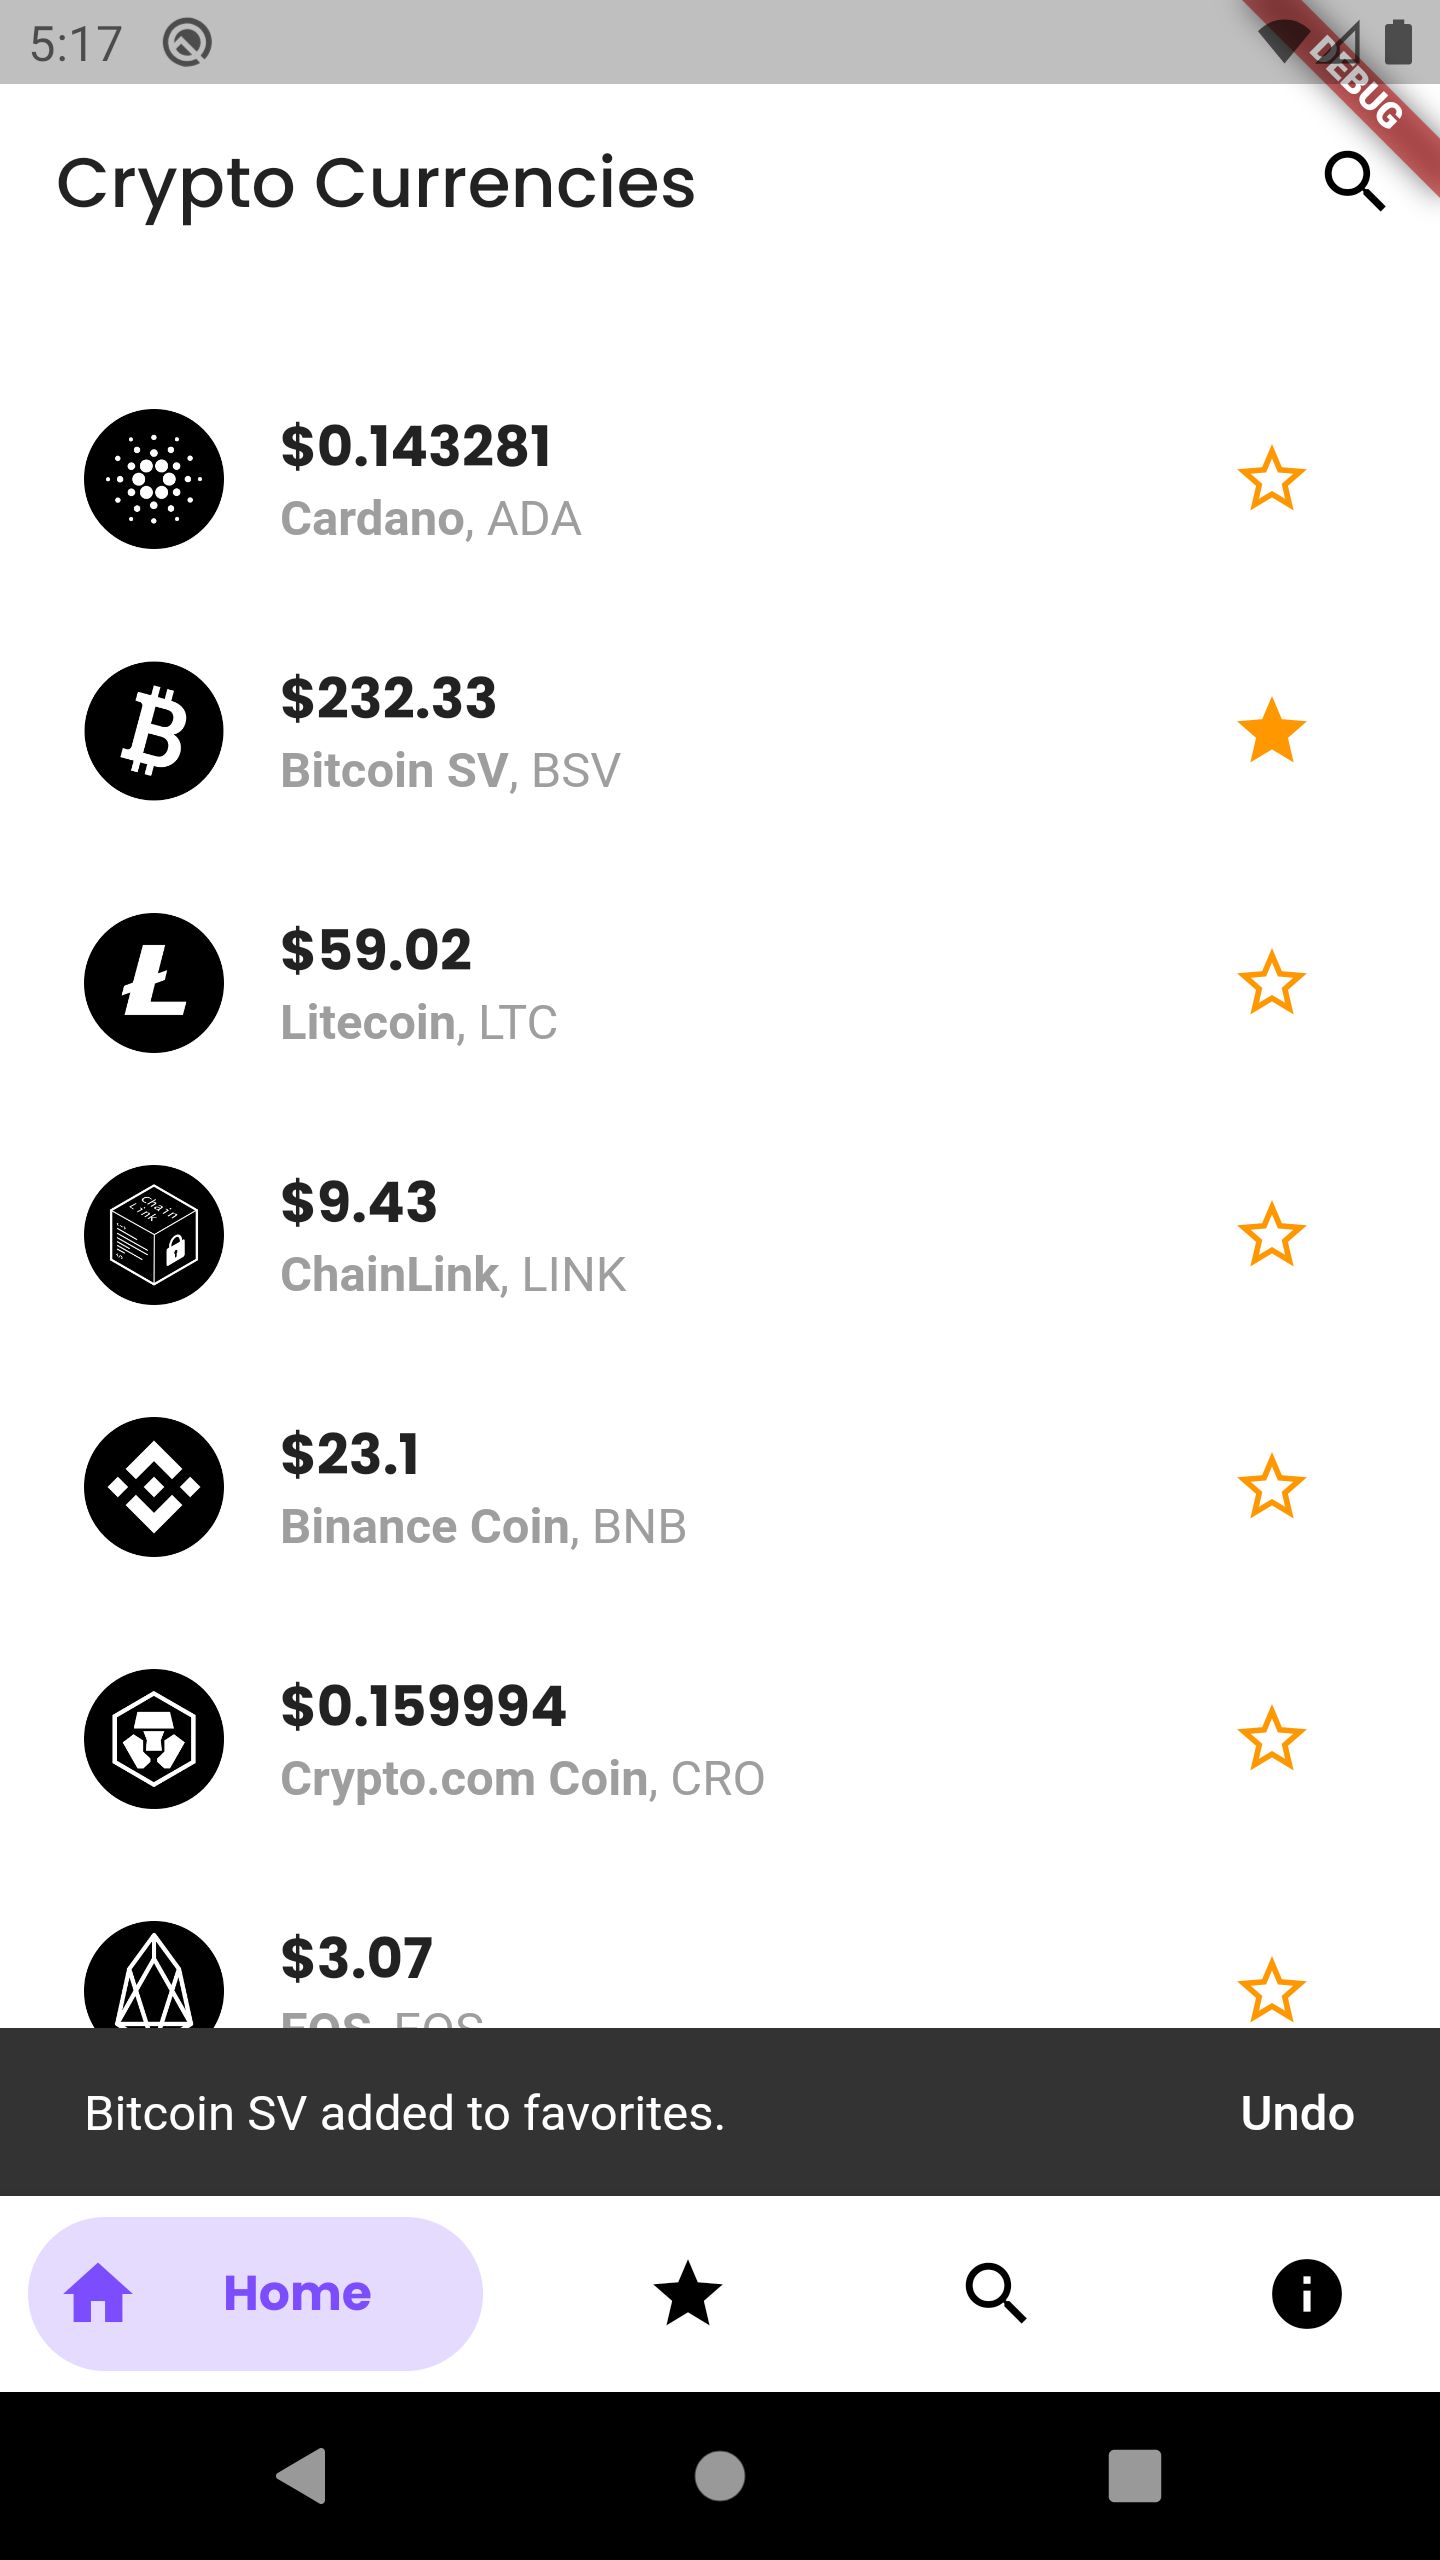 5:17
DEBUG
Crypto Currencies
$0.143281
Cardano, ADA
$232.33
Bitcoin SV, BSV
$59.02
Litecoin, LTC
$9.43
Chain
Link
ChainLink, LINK
$23.1
Binance Coin, BNB
$0.159994
Crypto.com Coin, CRO
$3.07
EOS, EOS
Bitcoin SV added to favorites.
Undo
Home